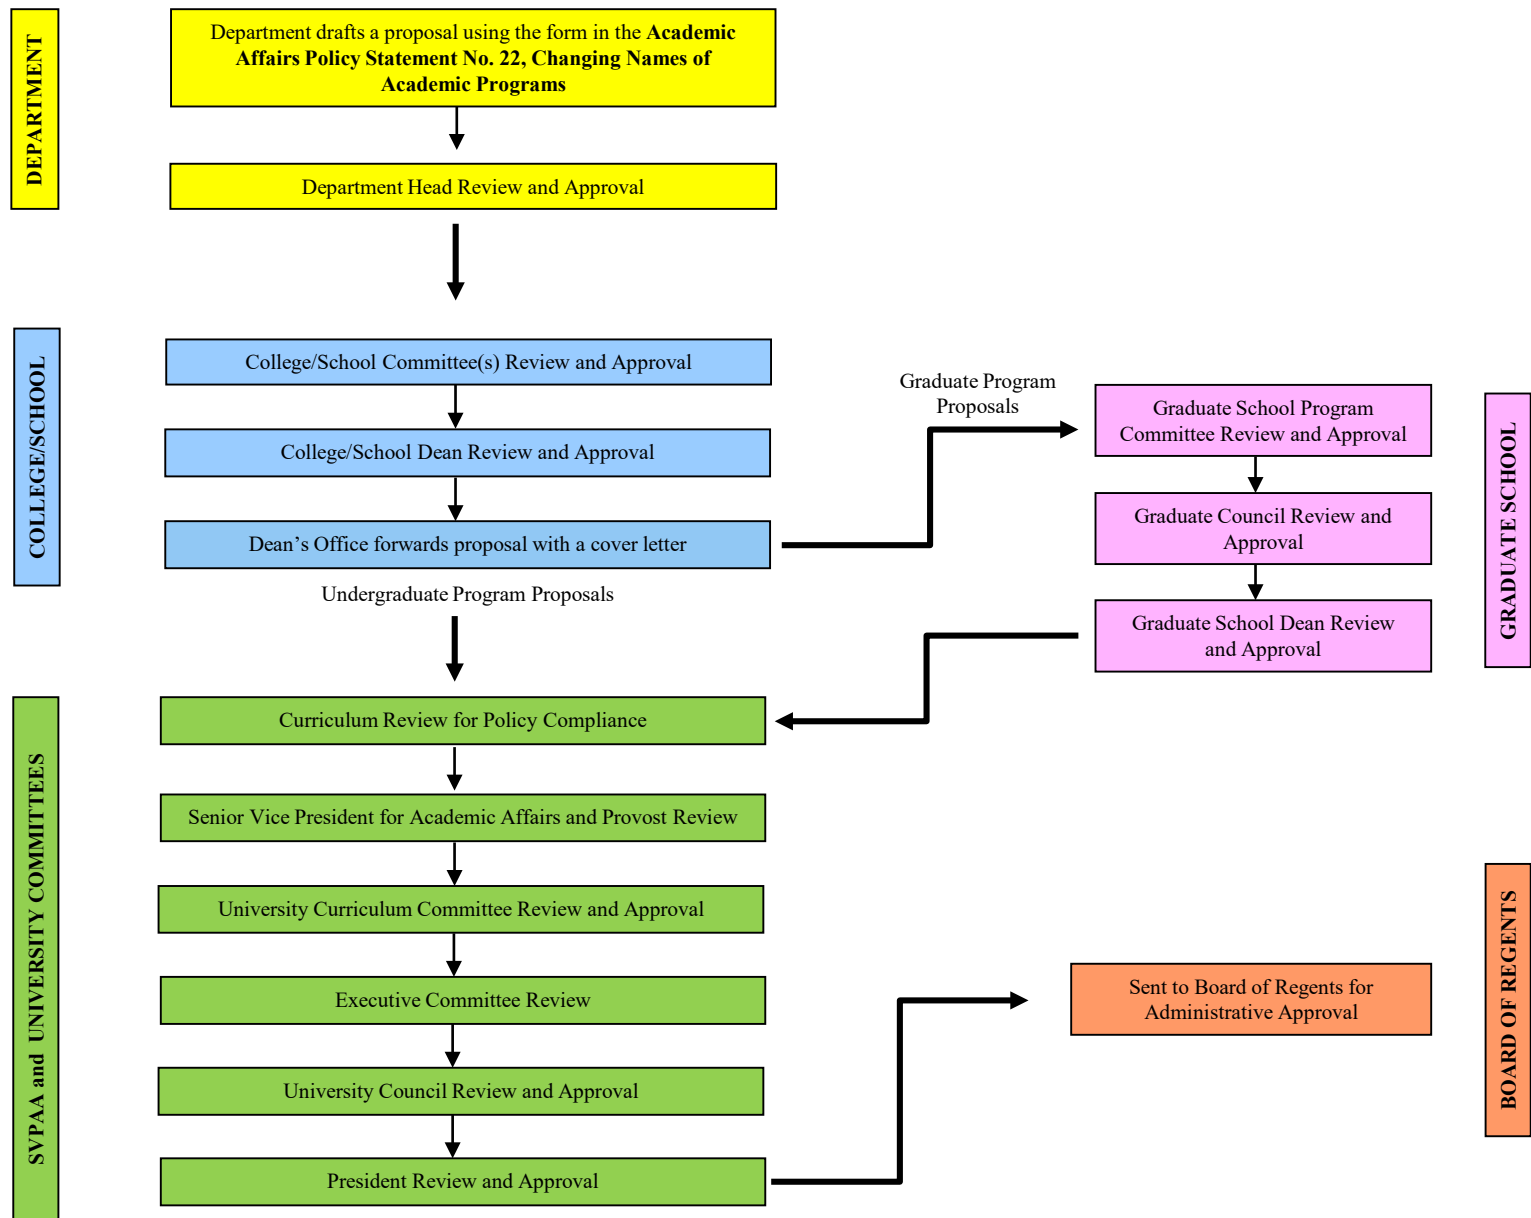 DEPARTMENT
Department drafts a proposal using the form in the Academic
Affairs Policy Statement No. 22, Changing Names of
Academic Programs
Department Head Review and Approval
COLLEGE/SCHOOL
College/School Committee(s) Review and Approval
College/School Dean Review and Approval
Dean’s Office forwards proposal with a cover letter
Graduate Program
Proposals
GRADUATE SCHOOL
Graduate School Program
Committee Review and Approval
Graduate Council Review and
Approval
Graduate School Dean Review
and Approval
Undergraduate Program Proposals
SVPAA and UNIVERSITY COMMITTEES
Curriculum Review for Policy Compliance
Senior Vice President for Academic Affairs and Provost Review
University Curriculum Committee Review and Approval
Executive Committee Review
University Council Review and Approval
President Review and Approval
BOARD OF REGENTS
Sent to Board of Regents for
Administrative Approval